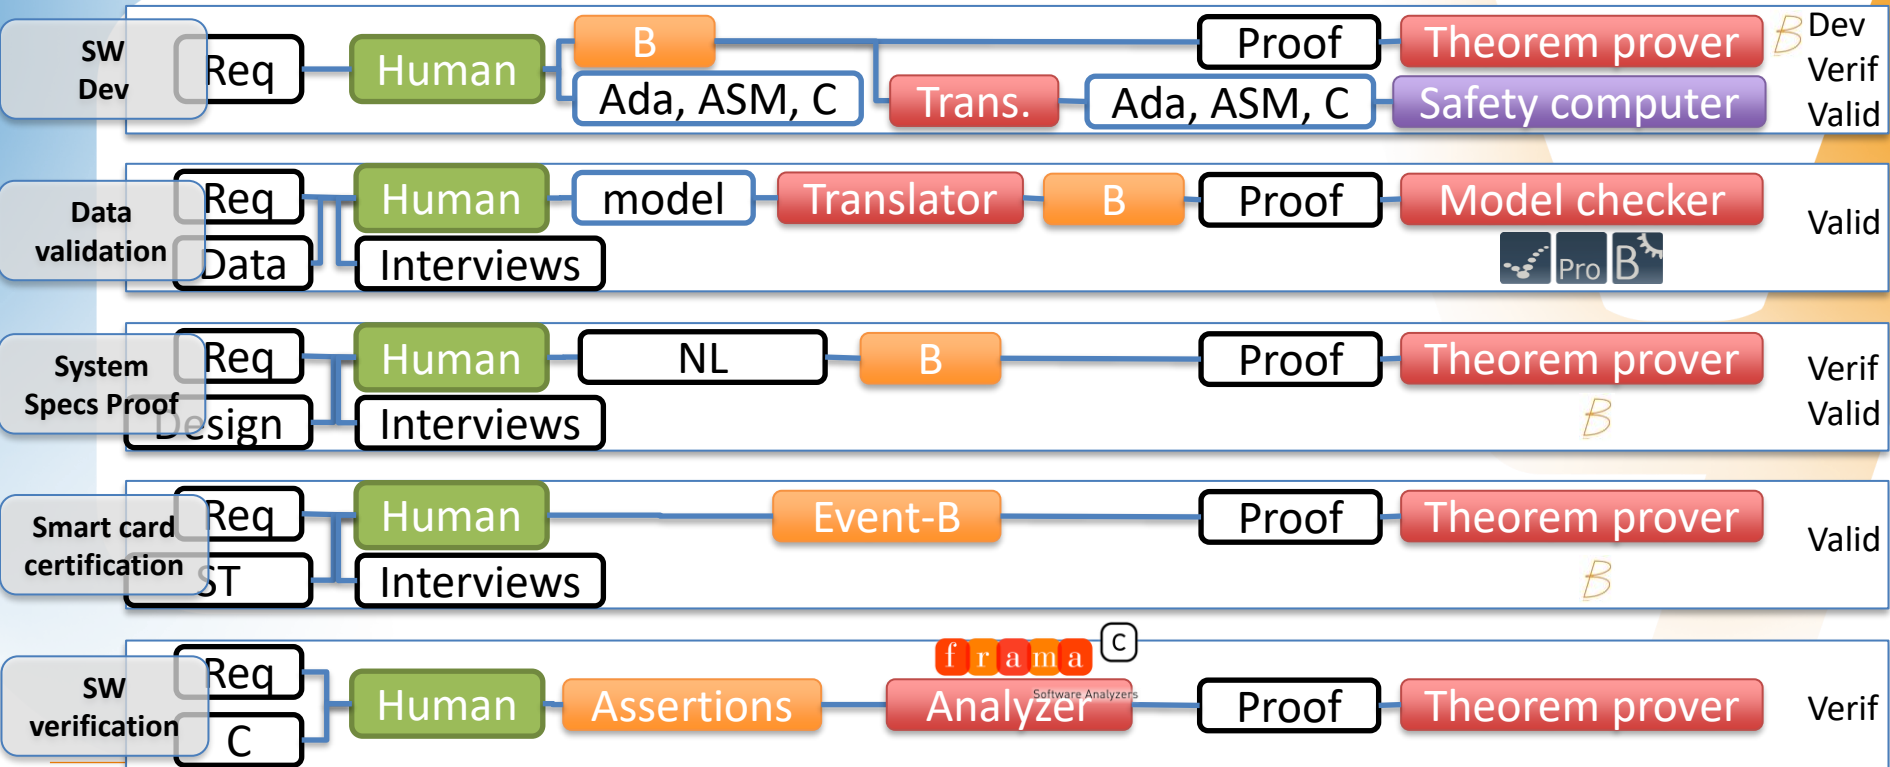 SW
Dev
Req
Human
B
Ada, ASM, C
Trans.
Ada, ASM, C
Proof
Theorem prover
Safety computer
B
Dev
Verif
Valid
Data
validation
Req
Data
Human
Interviews
model
Translator
B
Proof
Model checker
Pro B
Valid
System
Specs Proof
Req
Design
Human
Interviews
NL
B
Proof
Theorem prover
B
Verif
Valid
Smart card
certification
Req
ST
Human
Interviews
Event-B
Proof
Theorem prover
B
Valid
SW
verification
Req
C
Human
Assertions
frama C
Software Analyzers
Analyzer
Proof
Theorem prover
Verif